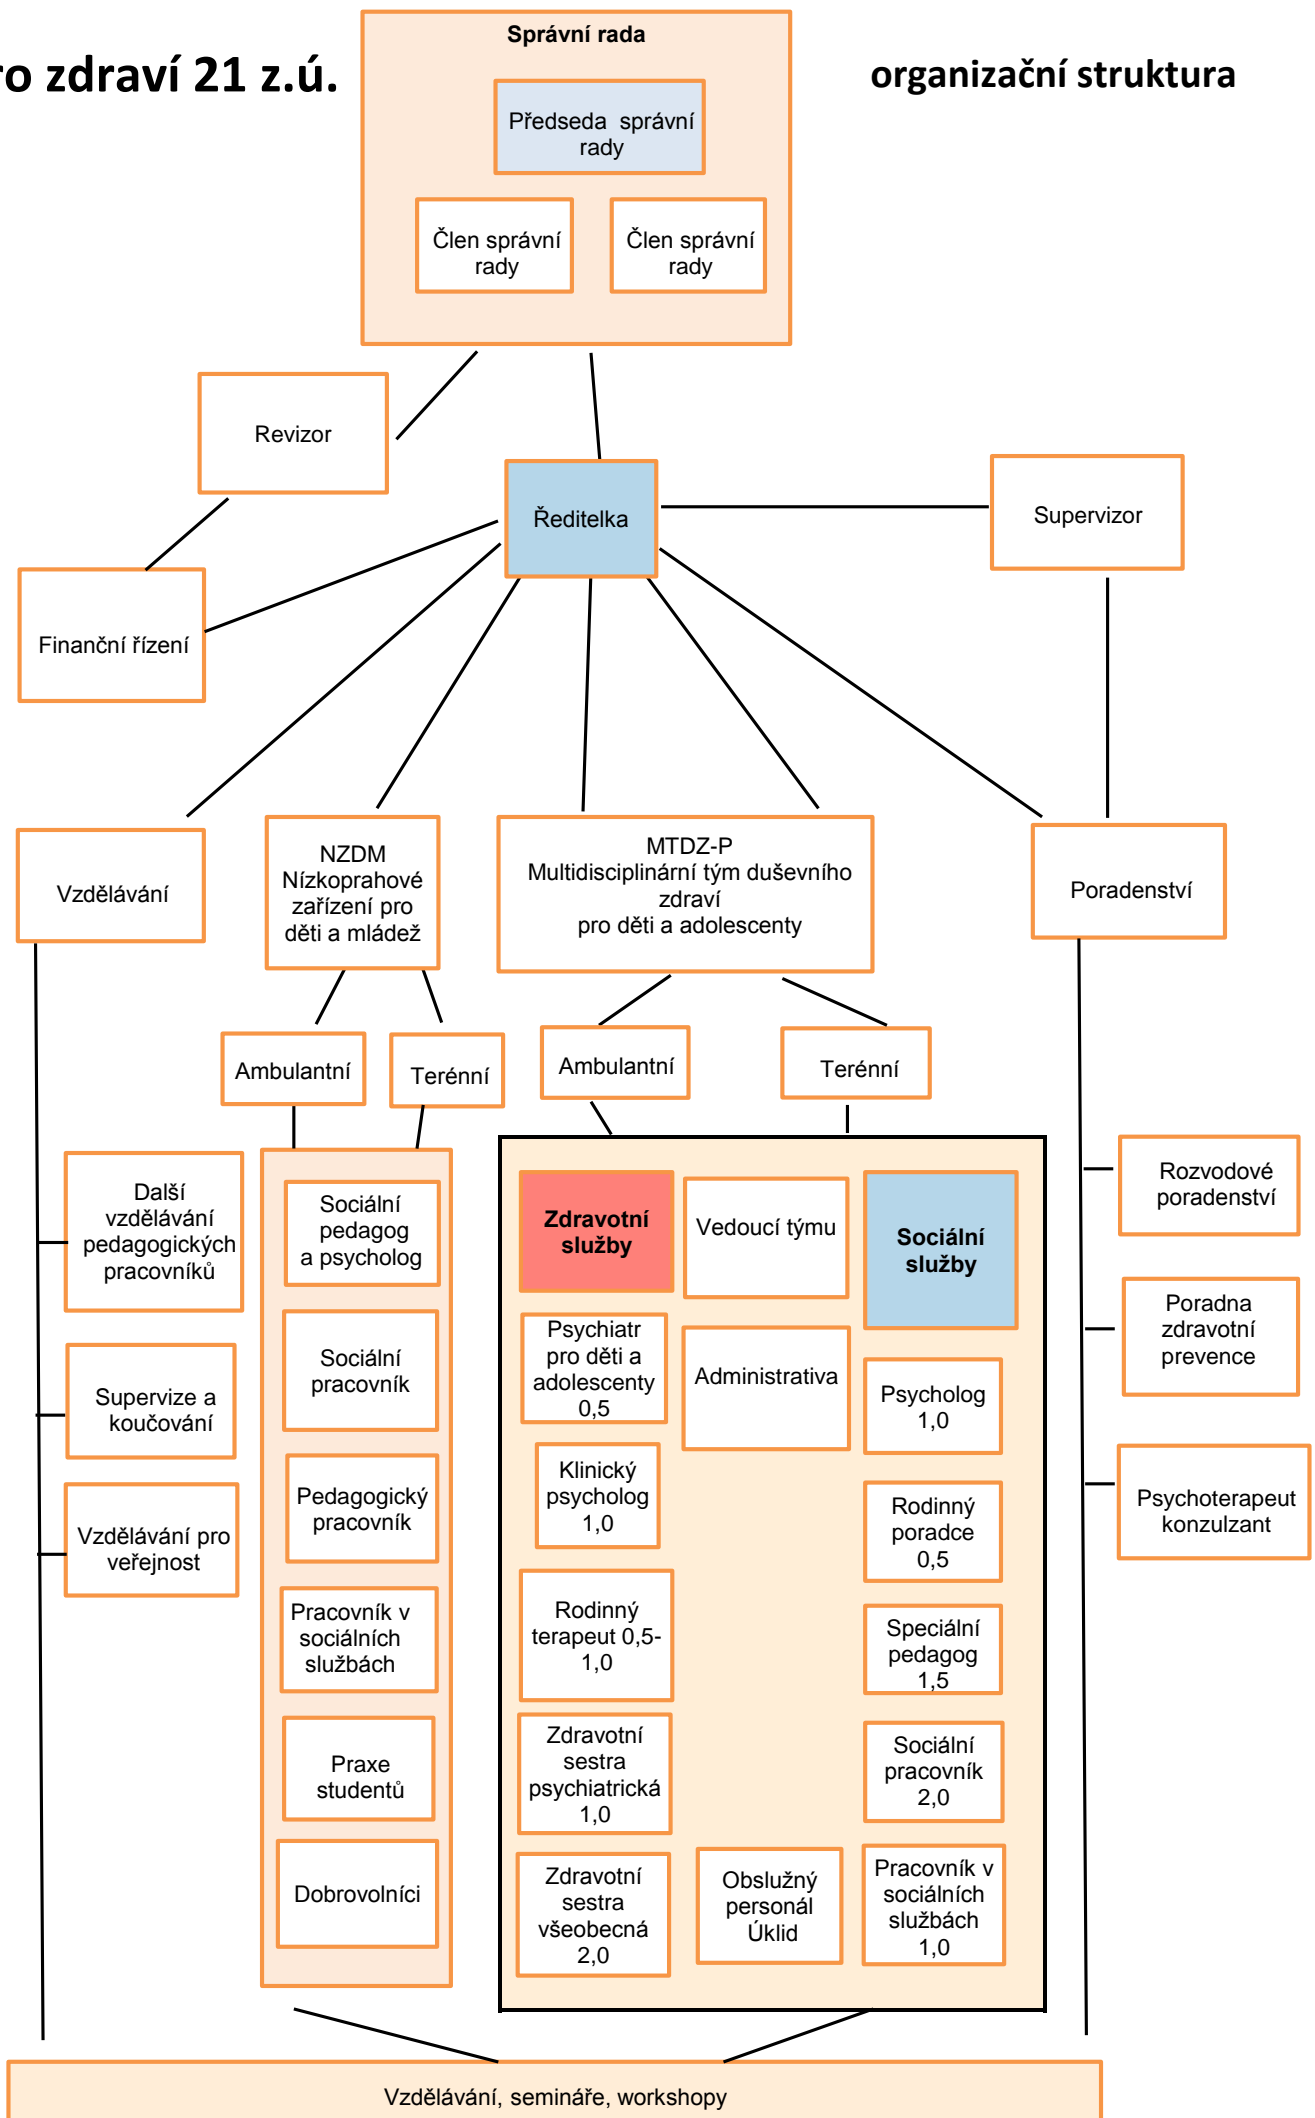 Správní rada
ro zdraví 21 z.ú.
organizační struktura
Předseda správní
rady
Člen správní
rady
Člen správní
rady
Revizor
Ředitelka
Supervizor
Finanční řízení
Vzdělávání
NZDM
Nízkoprahové
zařízení pro
děti a mládež
MTDZ-P
Multidisciplinární tým duševního
zdraví
pro děti a adolescenty
Poradenství
Ambulantní
Terénní
Ambulantní
Terénní
Další
vzdělávání
pedagogických
pracovníků
Supervize a
koučování
Vzdělávání pro
veřejnost
Sociální
pedagog
a psycholog
Sociální
pracovník
Pedagogický
pracovník
Pracovník v
sociálních
službách
Praxe
studentů
Dobrovolníci
Zdravotní
služby
Psychiatr
pro děti a
adolescenty
0,5
Klinický
psycholog
1,0
Rodinný
terapeut 0,5-
1,0
Zdravotní
sestra
psychiatrická
1,0
Zdravotní
sestra
všeobecná
2,0
Vedoucí týmu
Administrativa
Obslužný
personál
Úklid
Sociální
služby
Psycholog
1,0
Rodinný
poradce
0,5
Speciální
pedagog
1,5
Sociální
pracovník
2,0
Pracovník v
sociálních
službách
1,0
Rozvodové
poradenství
Poradna
zdravotní
prevence
Psychoterapeut
konzulzant
Vzdělávání, semináře, workshopy